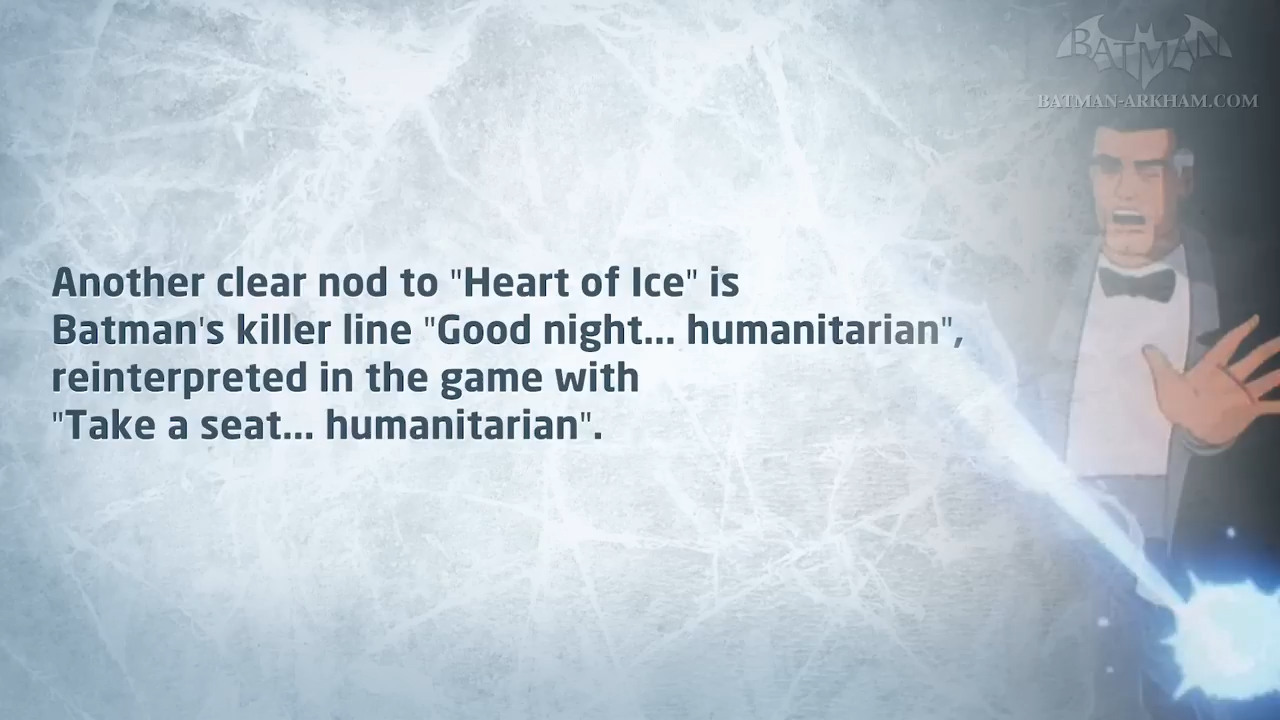 BATMAN
BATMAN-ARKHAM.COM
Another clear nod to "Heart of Ice" is
Batman's killer line "Good night... humanitarian",
reinterpreted in the game with
"Take a seat... humanitarian".